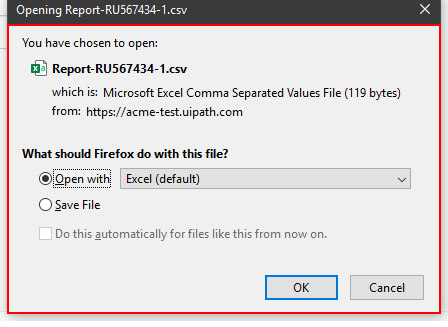 Opening Report-RU567434-1.csv
You have chosen to open:
Report-RU567434-1.csv
which is: Microsoft Excel Comma Separated Values File (119 bytes)
from: https://acme-test.uipath.com
What should Firefox do with this file?
Open with Excel (default)
Save File
Do this automatically for files like this from now on.
OK Cancel